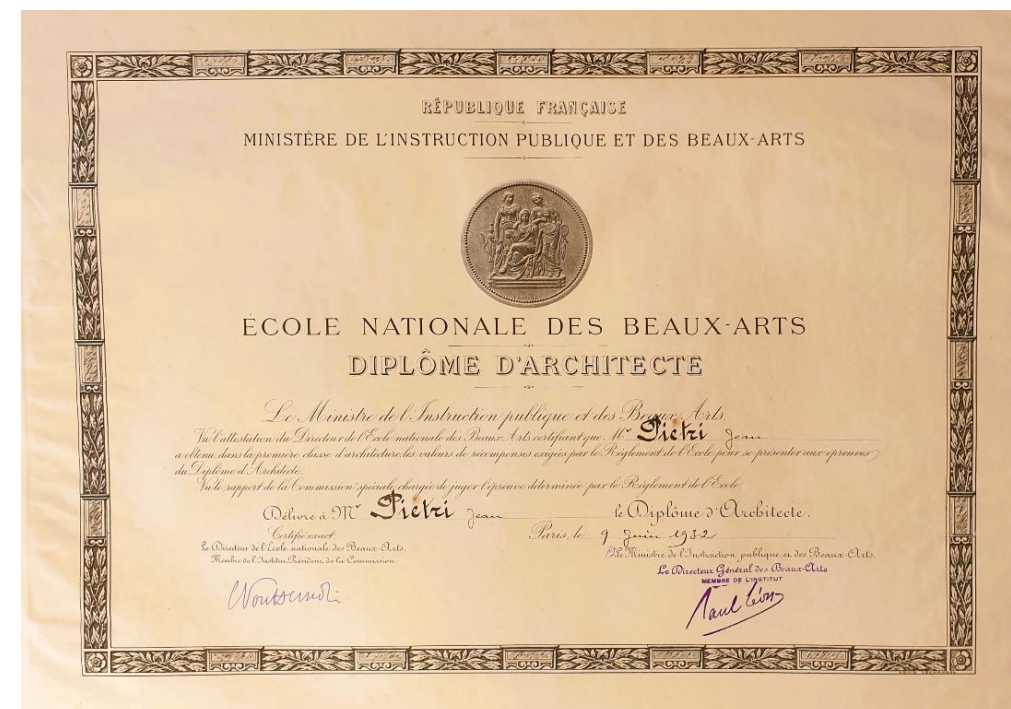 RÉPUBLIQUE FRANÇAISE
MINISTÈRE DE L'INSTRUCTION PUBLIQUE ET DES BEAUX-ARTS
ÉCOLE NATIONALE DES BEAUX-ARTS
DIPLÔME D'ARCHITECTE
Le Ministre de l'Instruction publique et des Beaux-Arts,
Vu l'attestation du Directeur de l'École nationale des Beaux-Arts certifiant que Mr Piétri Jean
a obtenu, dans la première classe d'architecture, les valeurs de récompenses exigées par le Règlement de l'École pour se présenter aux épreuves
du Diplôme d'Architecte.
Vu le rapport de la Commission spéciale chargée de juger l'épreuve déterminée par le Règlement de l'École
Délivre à Mr Piétri Jean le Diplôme d'Architecte.
Certifié exact Paris, le 9 Juin 1932
Le Directeur de l'École nationale des Beaux-Arts. Le Ministre de l'Instruction publique et des Beaux-Arts.
Membre de l'Institut, Président de la Commission.
Le Directeur Général des Beaux-Arts
MEMBRE DE L'INSTITUT
Paul Léon